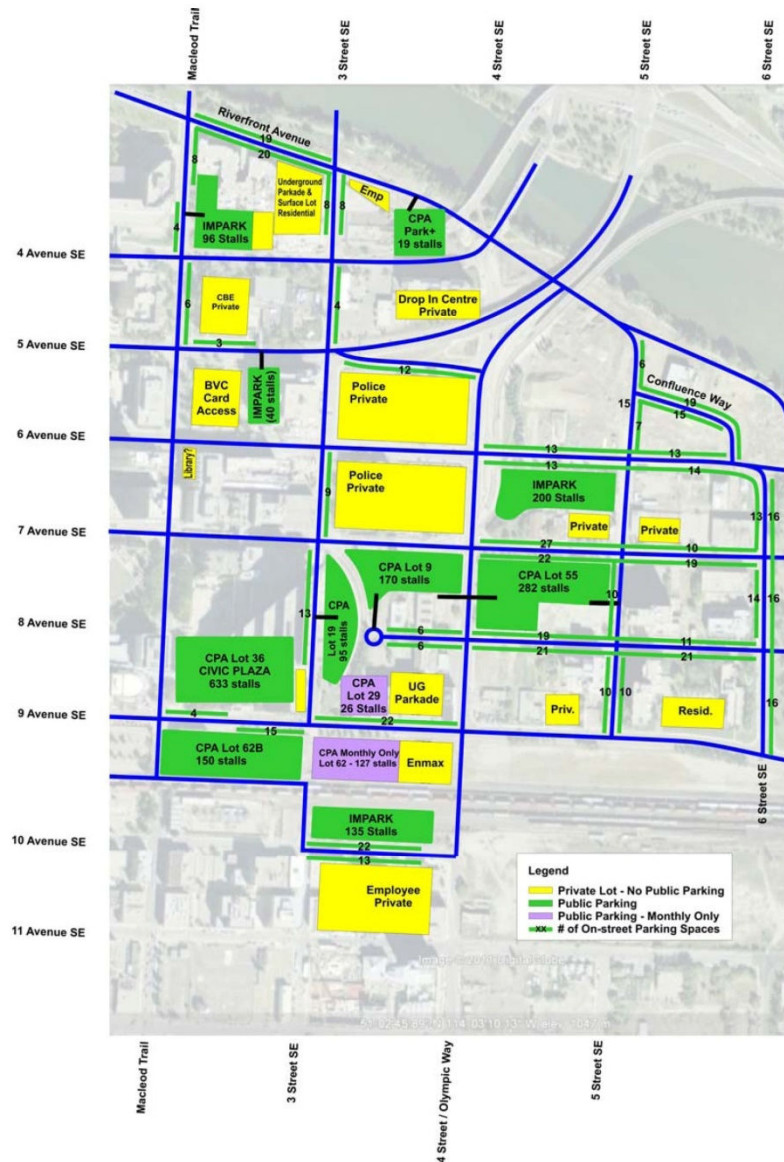 Macleod Trail
3 Street SE
4 Street SE
5 Street SE
6 Street SE
Riverfront Avenue
19
20
8
Underground
Parkade &
Surface Lot
Residential
8
8
Emp
4
IMPARK
96 Stalls
CPA
Park+
19 stalls
4 Avenue SE
6
CBE
Private
4
Drop In Centre
Private
3
5 Avenue SE
12
6
Confluence Way
19
15
15
7
BVC
Card
Access
IMPARK
(40 stalls)
Police
Private
6 Avenue SE
13
13
13
14
Library?
9
Police
Private
IMPARK
200 Stalls
Private
Private
13
16
7 Avenue SE
27
10
22
19
CPA Lot 9
170 stalls
CPA Lot 55
282 stalls
10
14
16
13
CPA
Lot 19
95 stalls
8 Avenue SE
6
19
11
6
21
21
CPA Lot 36
CIVIC PLAZA
633 stalls
CPA
Lot 29
26 Stalls
UG
Parkade
Priv.
10
10
Resid.
16
9 Avenue SE
4
22
15
CPA Lot 62B
150 stalls
CPA Monthly Only
Lot 62 - 127 stalls
Enmax
6 Street SE
10 Avenue SE
IMPARK
135 Stalls
22
13
Employee
Private
11 Avenue SE
Legend
Private Lot - No Public Parking
Public Parking
Public Parking - Monthly Only
XX # of On-street Parking Spaces
Macleod Trail
3 Street SE
4 Street / Olympic Way
5 Street SE